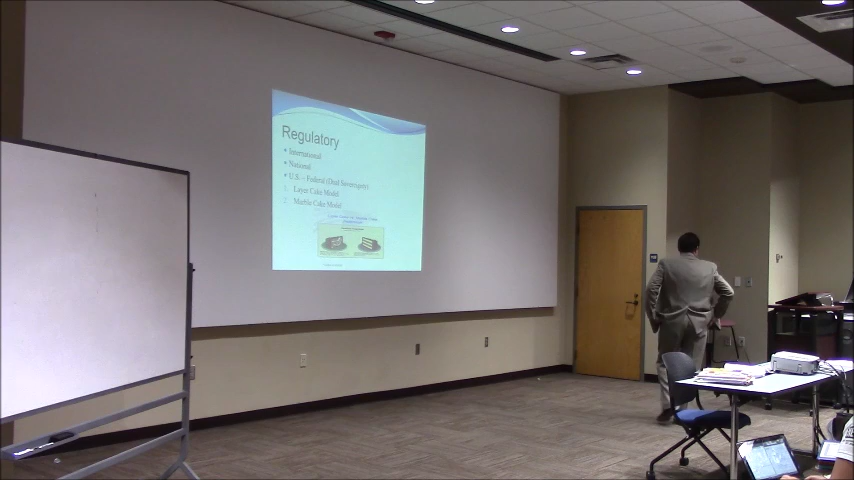 Regulatory
• International
• National
• U.S. – Federal (Dual Sovereignty)
1. Layer Cake Model
2. Marble Cake Model